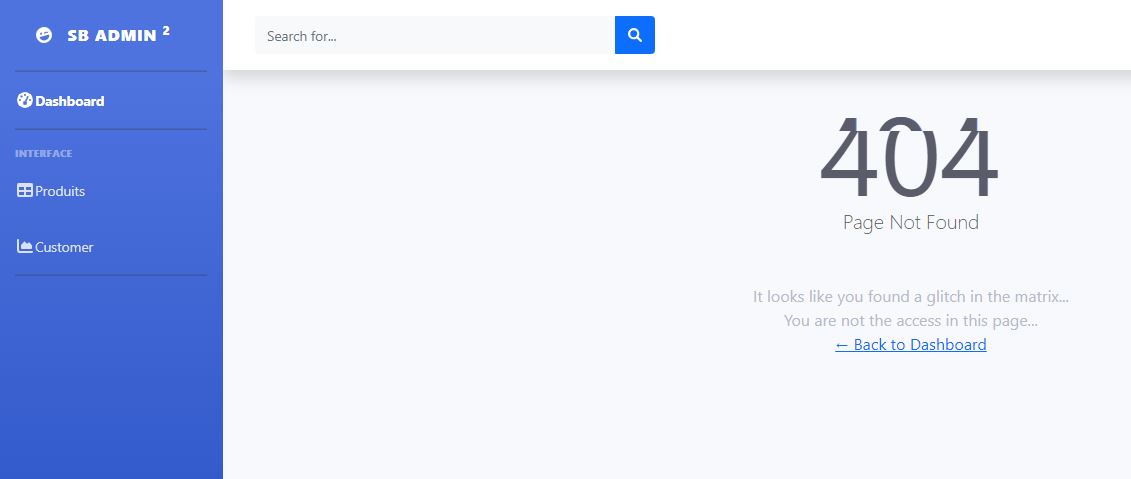 SB ADMIN 2
Search for...
Dashboard
INTERFACE
Produits
Customer
404
Page Not Found
It looks like you found a glitch in the matrix...
You are not the access in this page...
← Back to Dashboard